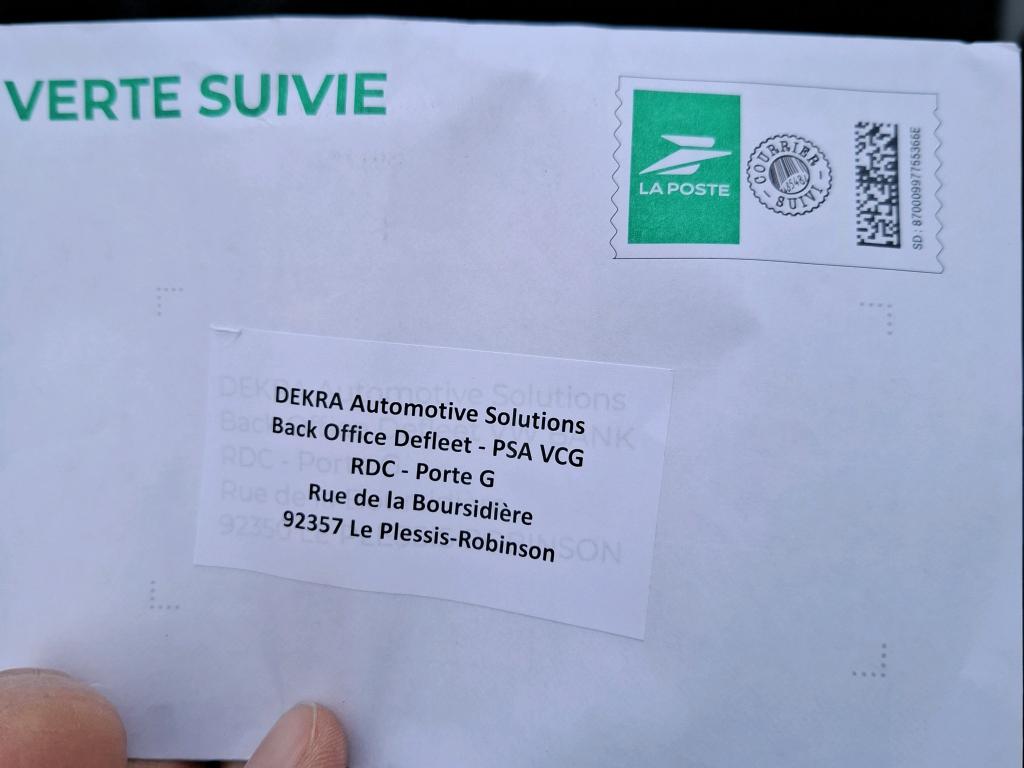 VERTE SUIVIE
LA POSTE
COURRIER
SUIVI
SD : 87000997765366E
DEKRA Automotive Solutions
Back Office Defleet - PSA VCG
RDC - Porte G
Rue de la Boursidière
92357 Le Plessis-Robinson